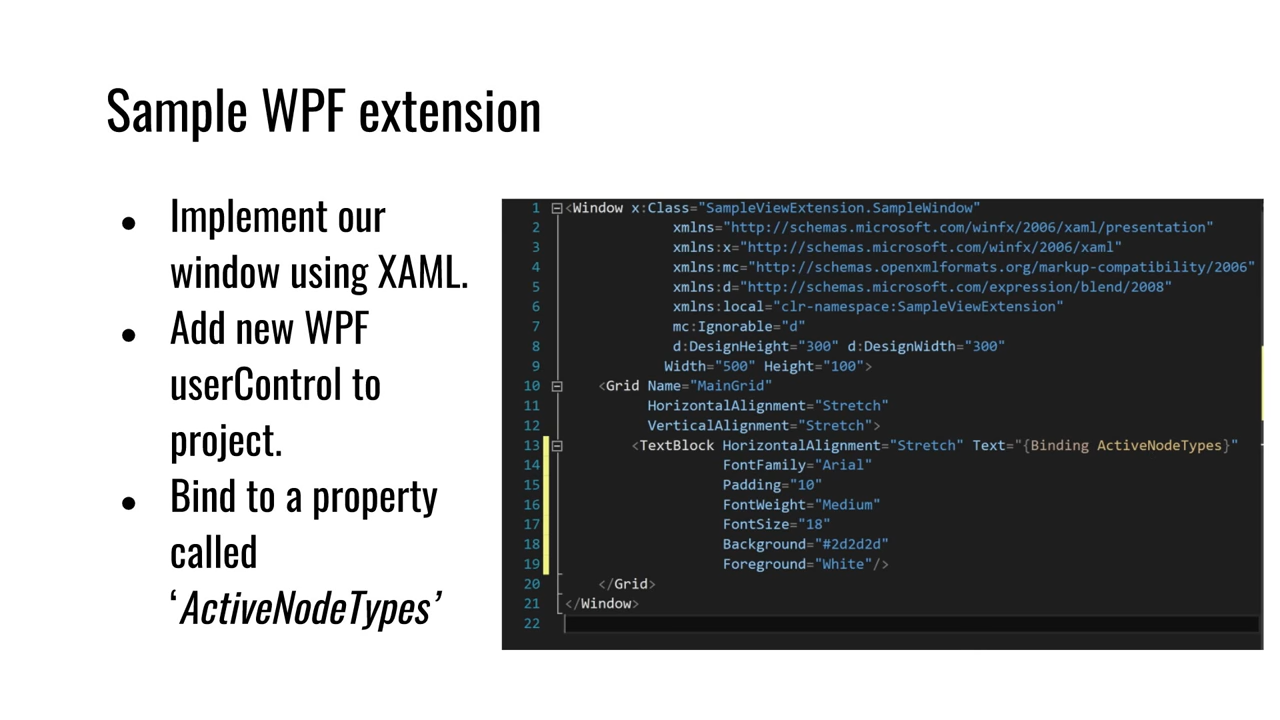 Sample WPF extension
● Implement our
window using XAML.
● Add new WPF
userControl to
project.
● Bind to a property
called
‘ActiveNodeTypes’
1 <Window x:Class="SampleViewExtension.SampleWindow"
2 xmlns="http://schemas.microsoft.com/winfx/2006/xaml/presentation"
3 xmlns:x="http://schemas.microsoft.com/winfx/2006/xaml"
4 xmlns:mc="http://schemas.openxmlformats.org/markup-compatibility/2006"
5 xmlns:d="http://schemas.microsoft.com/expression/blend/2008"
6 xmlns:local="clr-namespace:SampleViewExtension"
7 mc:Ignorable="d"
8 d:DesignHeight="300" d:DesignWidth="300"
9 Width="500" Height="100">
10 <Grid Name="MainGrid"
11 HorizontalAlignment="Stretch"
12 VerticalAlignment="Stretch">
13 <TextBlock HorizontalAlignment="Stretch" Text="{Binding ActiveNodeTypes}"
14 FontFamily="Arial"
15 Padding="10"
16 FontWeight="Medium"
17 FontSize="18"
18 Background="#2d2d2d"
19 Foreground="White"/>
20 </Grid>
21 </Window>
22